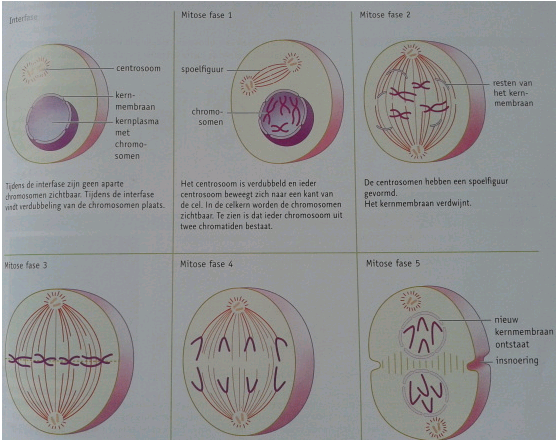 Interfase
centrosoom
kern-
membraan
kernplasma
met
chromo-
somen
Tijdens de interfase zijn geen aparte
chromosomen zichtbaar. Tijdens de interfase
vindt verdubbeling van de chromosomen plaats.
Mitose fase 1
spoelfiguur
chromo-
somen
Het centrosoom is verdubbeld en ieder
centrosoom beweegt zich naar een kant van
de cel. In de celkern worden de chromosomen
zichtbaar. Te zien is dat ieder chromosoom uit
twee chromatiden bestaat.
Mitose fase 2
resten van
het kern-
membraan
De centrosomen hebben een spoelfiguur
gevormd.
Het kernmembraan verdwijnt.
Mitose fase 3
Mitose fase 4
Mitose fase 5
nieuw
kernmembraan
ontstaat
insnoering